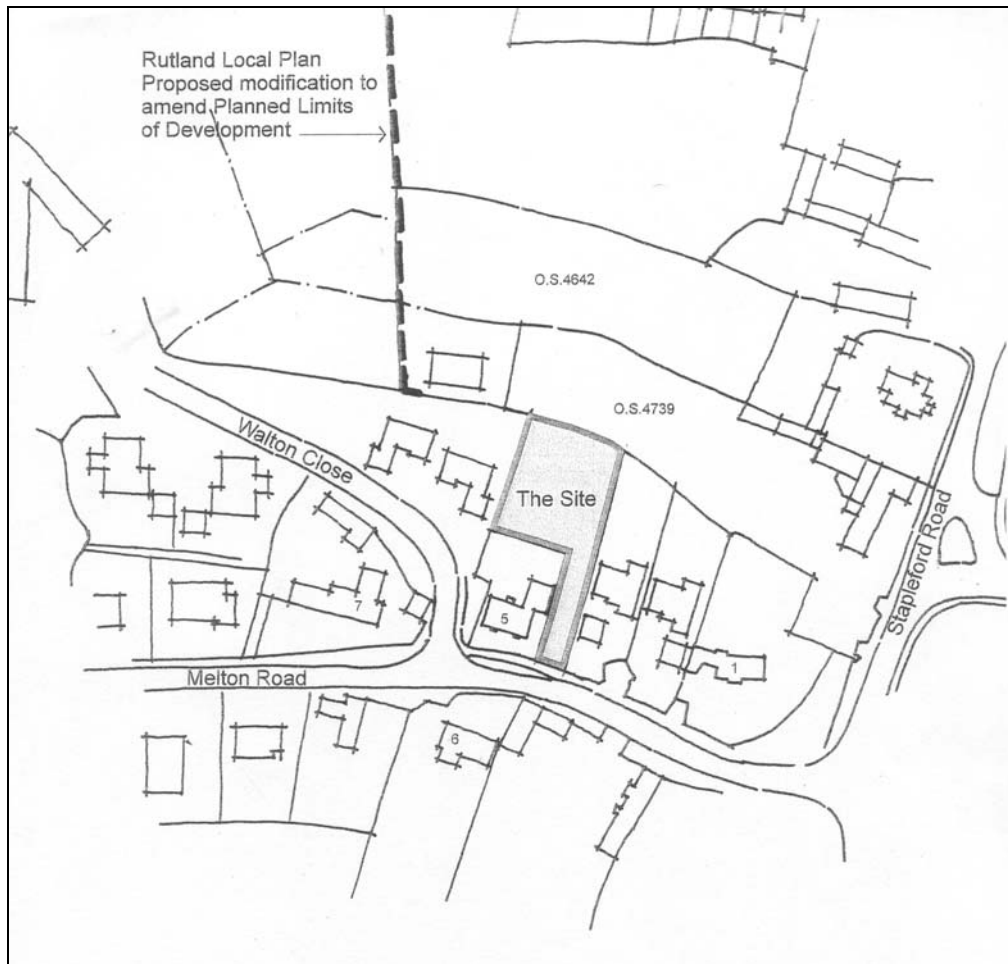 Rutland Local Plan
Proposed modification to
amend Planned Limits
of Development
O.S.4642
O.S.4739
Walton Close
The Site
Stapleford Road
7
5
1
Melton Road
6